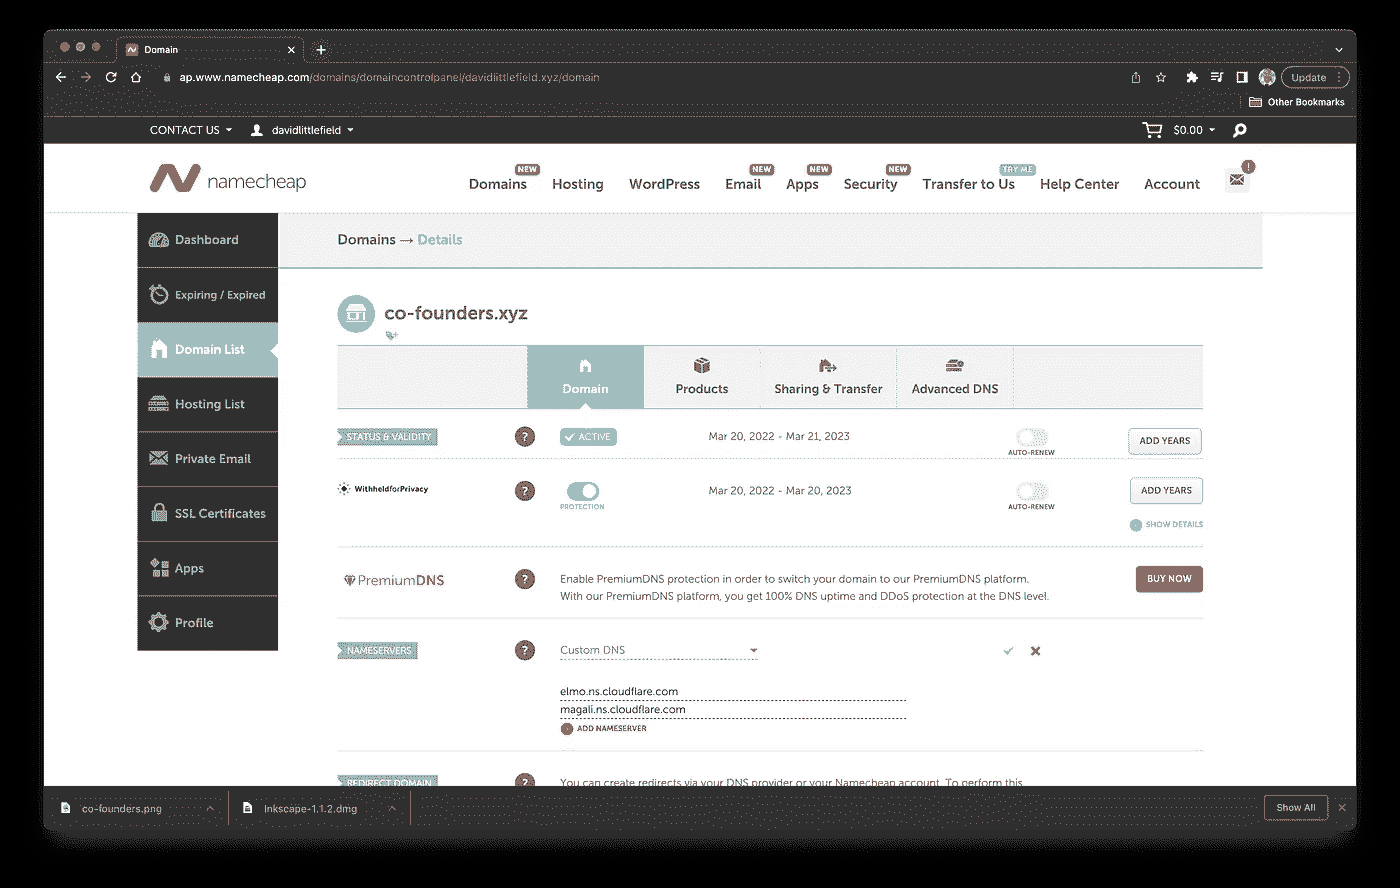 Domain
ap.www.namecheap.com/domains/domaincontrolpanel/davidlittlefield.xyz/domain
Update
Other Bookmarks
CONTACT US
davidlittlefield
$0.00
namecheap
NEW
NEW
NEW
NEW
TRY ME
!
Domains
Hosting
WordPress
Email
Apps
Security
Transfer to Us
Help Center
Account
Dashboard
Expiring / Expired
Domain List
Hosting List
Private Email
SSL Certificates
Apps
Profile
Domains → Details
co-founders.xyz
Domain
Products
Sharing & Transfer
Advanced DNS
STATUS & VALIDITY
?
ACTIVE
Mar 20, 2022 - Mar 21, 2023
AUTO-RENEW
ADD YEARS
WithheldforPrivacy
?
PROTECTION
Mar 20, 2022 - Mar 20, 2023
AUTO-RENEW
ADD YEARS
SHOW DETAILS
PremiumDNS
?
Enable PremiumDNS protection in order to switch your domain to our PremiumDNS platform.
With our PremiumDNS platform, you get 100% DNS uptime and DDoS protection at the DNS level.
BUY NOW
NAMESERVERS
?
Custom DNS
elmo.ns.cloudflare.com
magali.ns.cloudflare.com
ADD NAMESERVER
REDIRECT DOMAIN
?
You can create redirects via your DNS provider or your Namecheap account. To perform this
co-founders.png
Inkscape-1.1.2.dmg
Show All